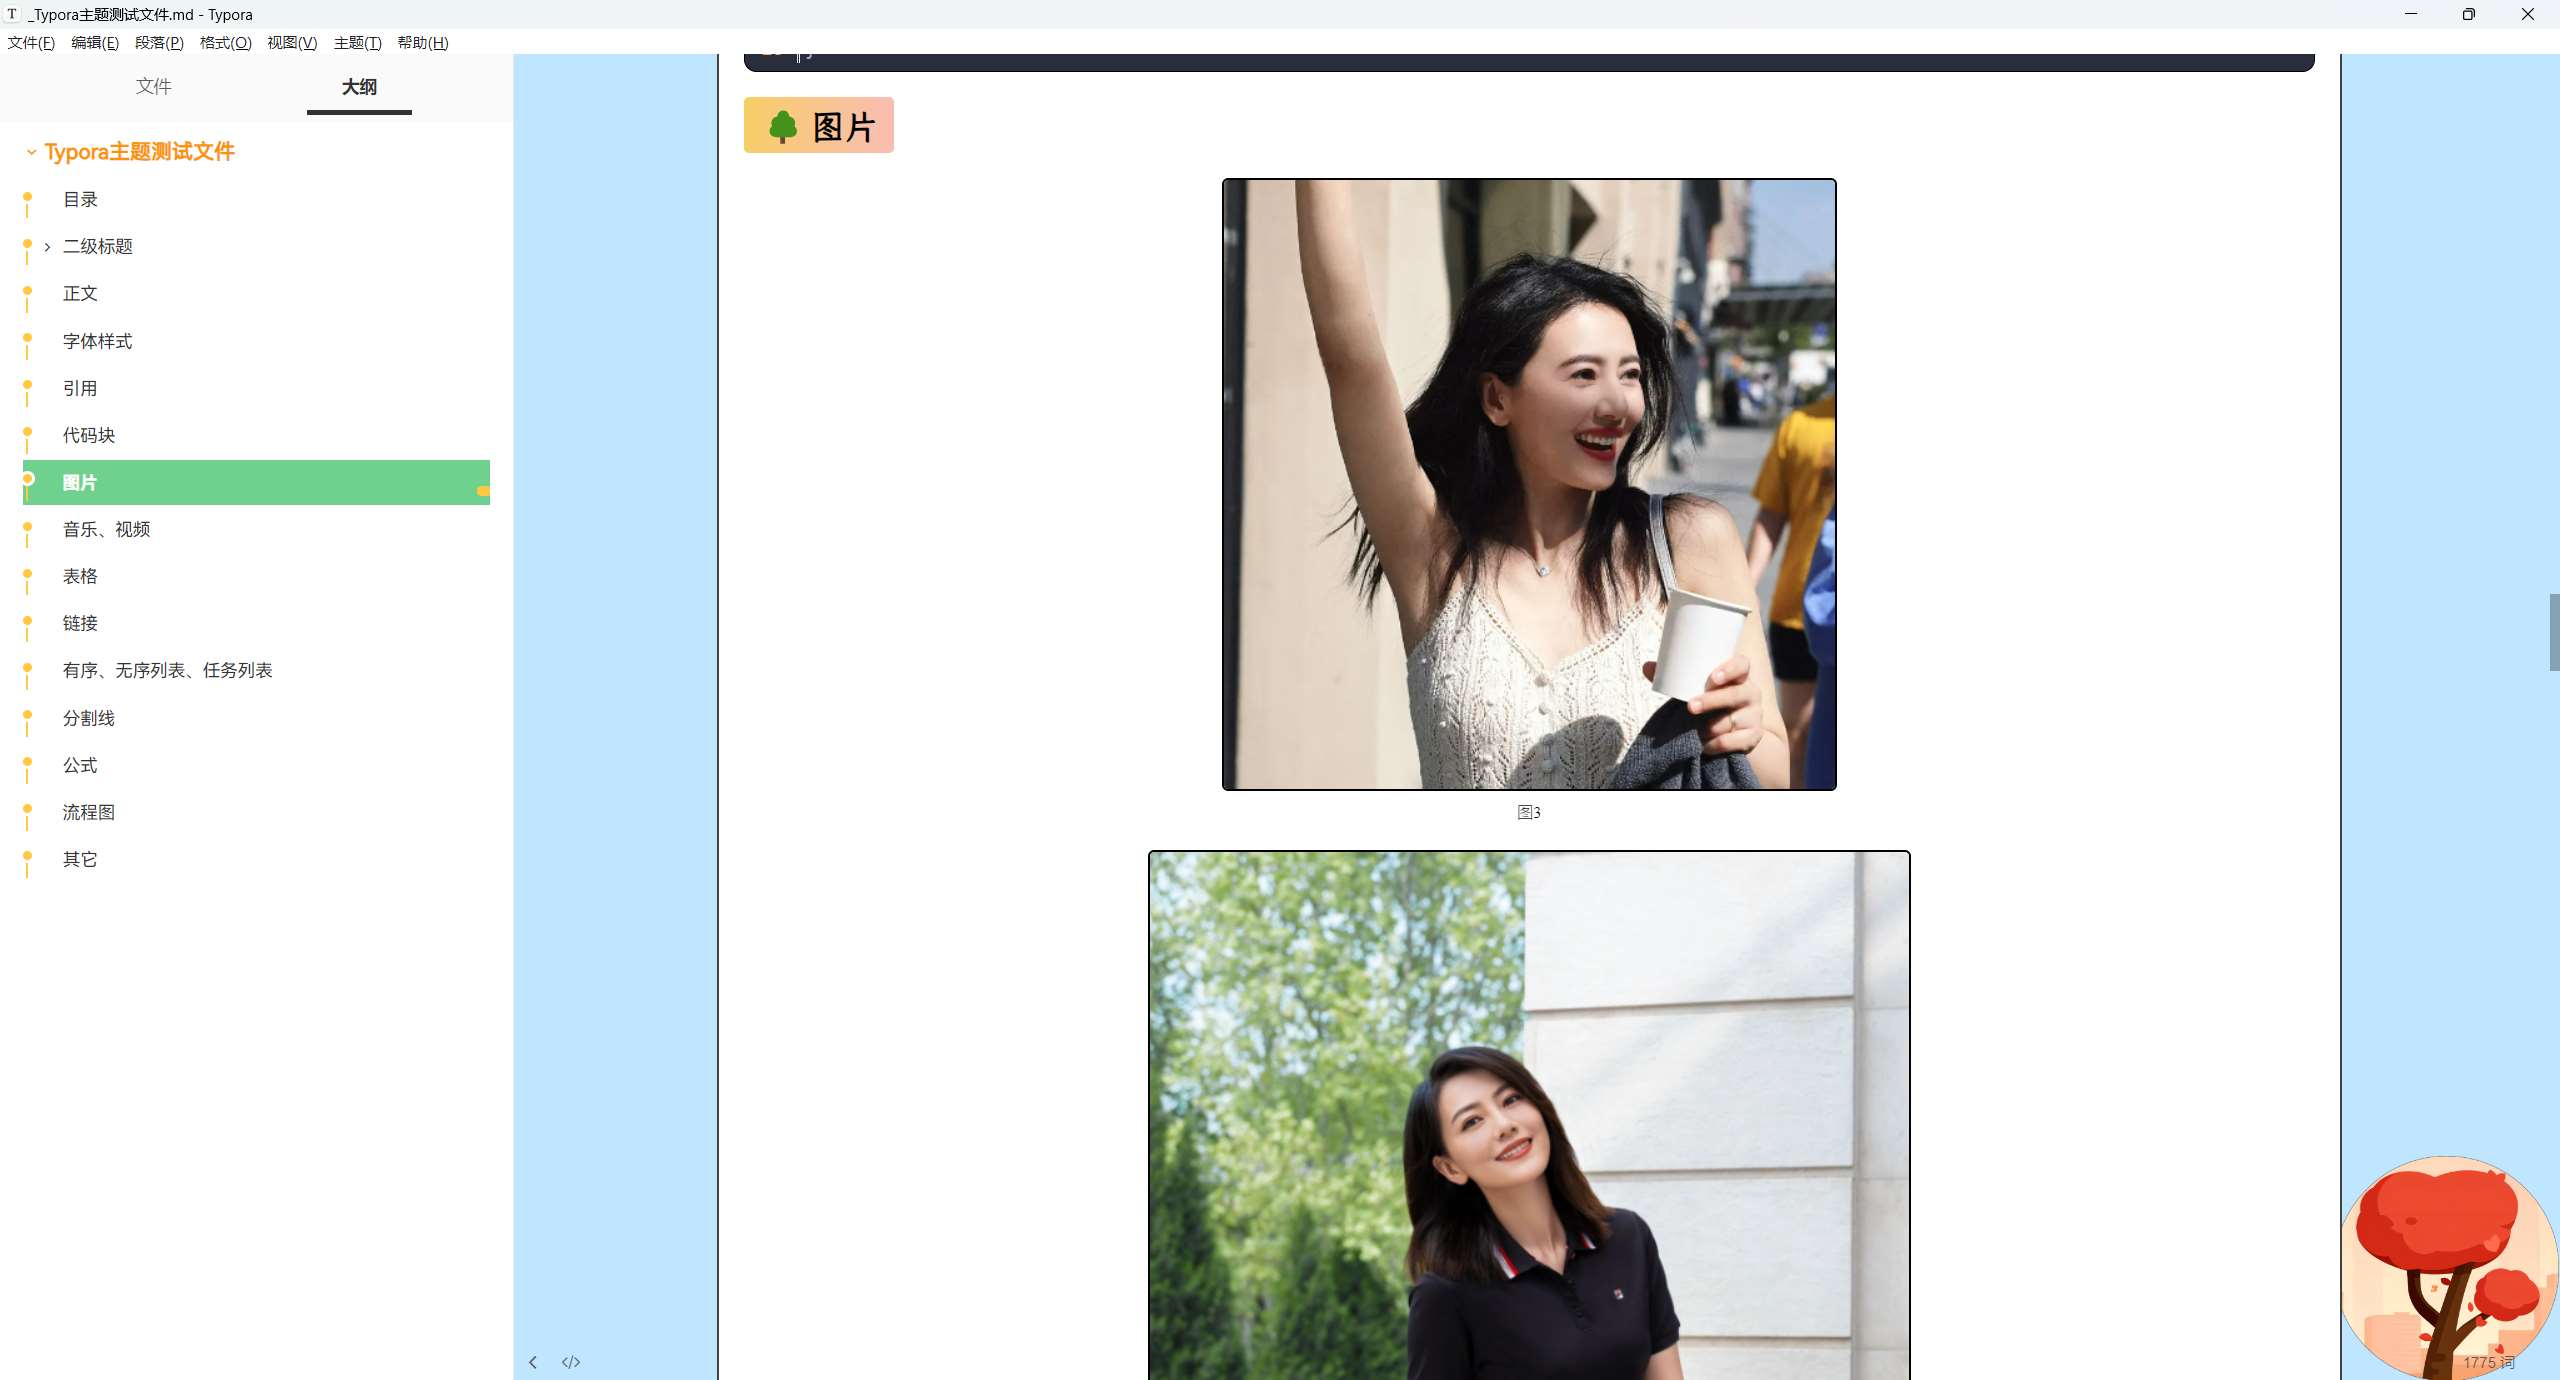 _Typora主题测试文件.md - Typora
文件(F) 编辑(E) 段落(P) 格式(O) 视图(V) 主题(T) 帮助(H)
文件 大纲
Typora主题测试文件
目录
二级标题
正文
字体样式
引用
代码块
图片
音乐、视频
表格
链接
有序、无序列表、任务列表
分割线
公式
流程图
其它
图片
图3
1775 词